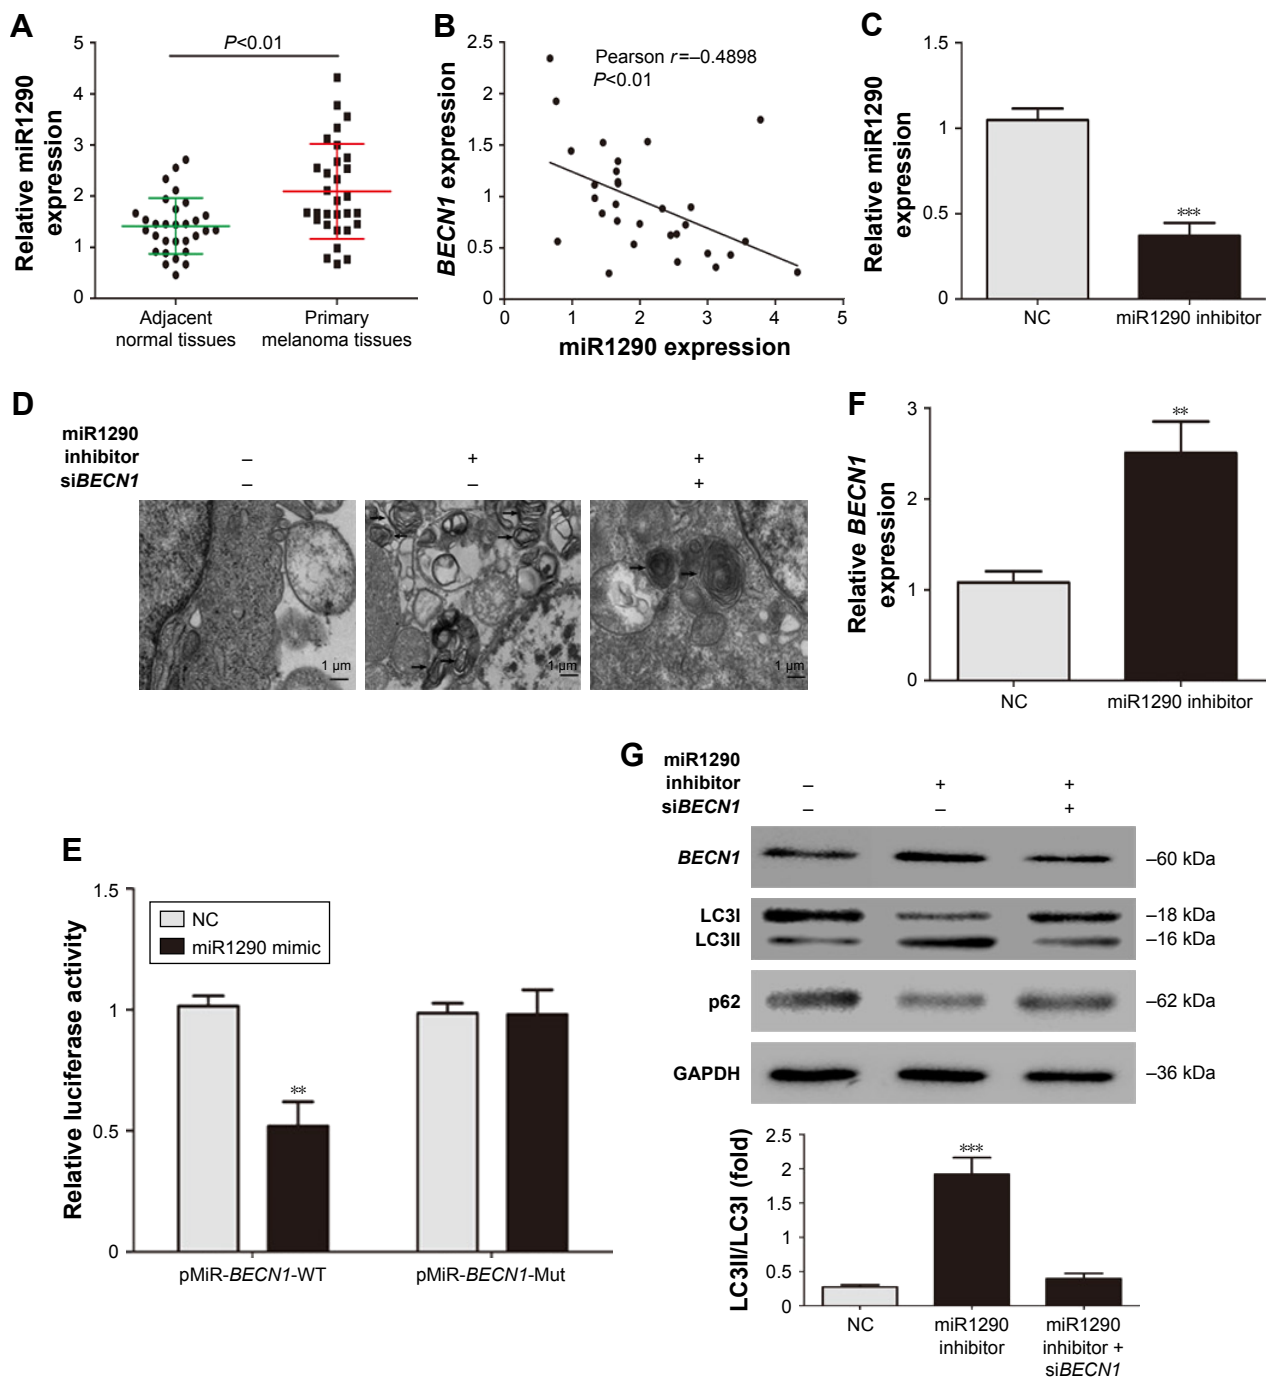 A
Relative miR1290
expression
5
4
3
2
1
0
P<0.01
Adjacent
normal tissues
Primary
melanoma tissues
B
BECN1 expression
2.5
2
1.5
1
0.5
0
Pearson r=–0.4898
P<0.01
0 1 2 3 4 5
miR1290 expression
C
Relative miR1290
expression
1.5
1
0.5
0
***
NC miR1290 inhibitor
D
miR1290
inhibitor – + +
siBECN1 – – +
1 µm 1 µm 1 µm
F
Relative BECN1
expression
3
2
1
0
**
NC miR1290 inhibitor
E
Relative luciferase activity
1.5
1
0.5
0
NC
miR1290 mimic
**
pMiR-BECN1-WT pMiR-BECN1-Mut
G
miR1290
inhibitor – + +
siBECN1 – – +
BECN1 –60 kDa
LC3I –18 kDa
LC3II –16 kDa
p62 –62 kDa
GAPDH –36 kDa
LC3II/LC3I (fold)
2.5
2
1.5
1
0.5
0
***
NC
miR1290
inhibitor
miR1290
inhibitor +
siBECN1